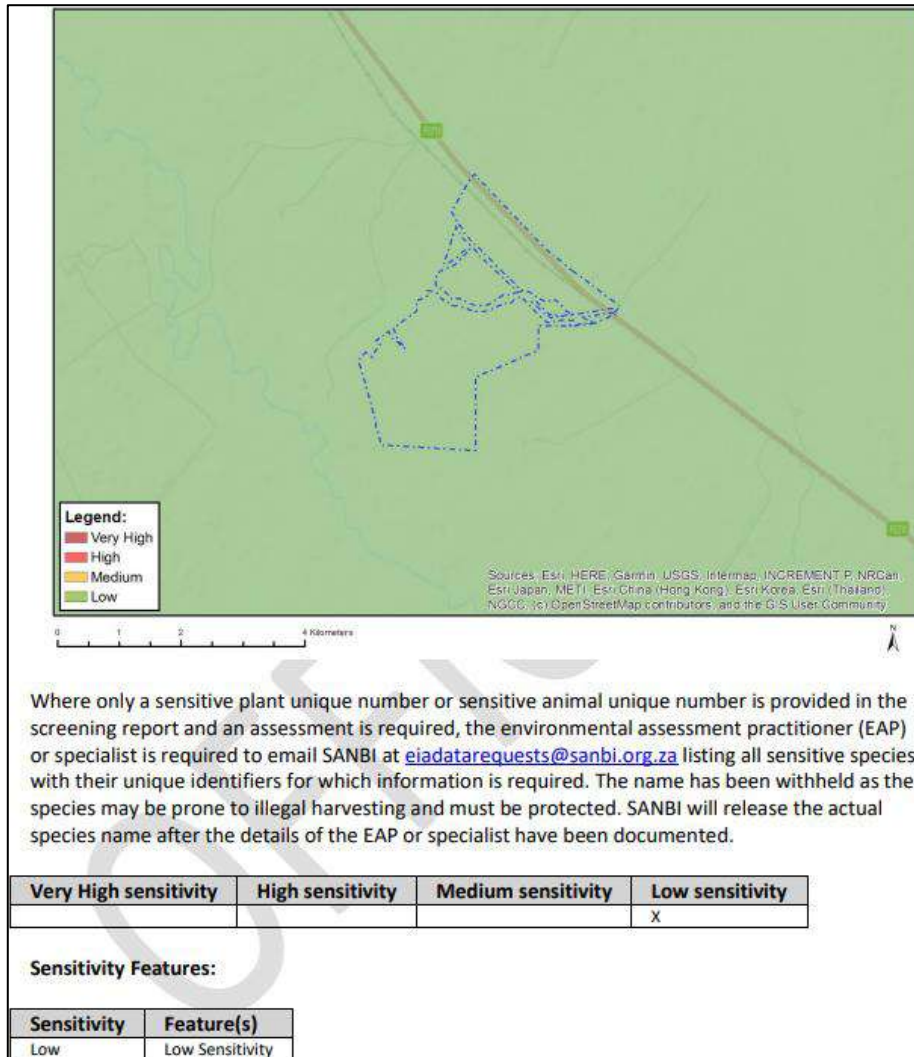 Legend:
Very High
High
Medium
Low
Sources: Esri, HERE, Garmin, USGS, Intermap, INCREMENT P, NRCan,
Esri Japan, METI, Esri China (Hong Kong), Esri Korea, Esri (Thailand),
NGCC, (c) OpenStreetMap contributors, and the GIS User Community
0 1 2 4 Kilometers
N
Where only a sensitive plant unique number or sensitive animal unique number is provided in the
screening report and an assessment is required, the environmental assessment practitioner (EAP)
or specialist is required to email SANBI at eiadatarequests@sanbi.org.za listing all sensitive species
with their unique identifiers for which information is required. The name has been withheld as the
species may be prone to illegal harvesting and must be protected. SANBI will release the actual
species name after the details of the EAP or specialist have been documented.
Very High sensitivity High sensitivity Medium sensitivity Low sensitivity
X
Sensitivity Features:
Sensitivity Feature(s)
Low Low Sensitivity